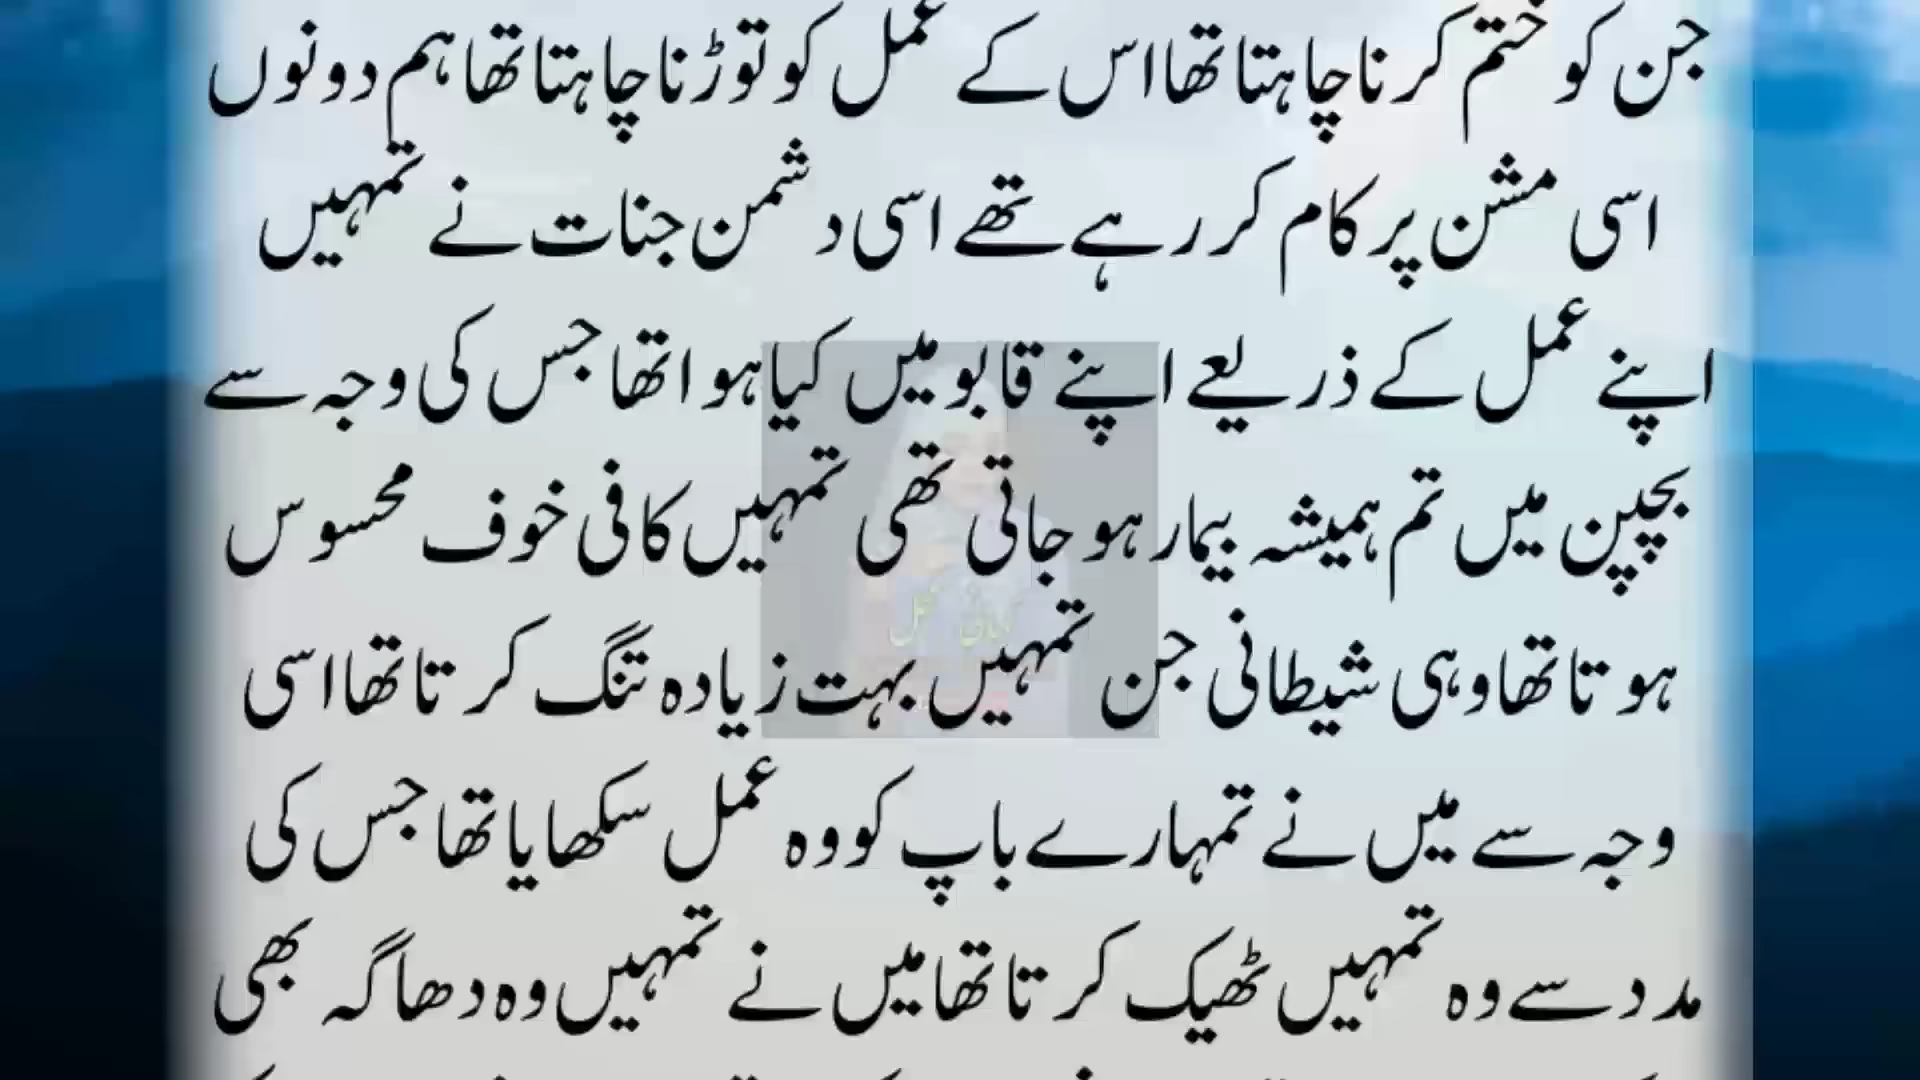 جن کو ختم کرنا چاہتا تھا اس کے عمل کو توڑنا چاہتا تھا ہم دونوں
اسی مشن پر کام کر رہے تھے اسی دشمن جنات نے تمہیں
اپنے عمل کے ذریعے اپنے قابو میں کیا ہوا تھا جس کی وجہ سے
بچپن میں تم ہمیشہ بیمار ہو جاتی تھی تمہیں کافی خوف محسوس
ہوتا تھا وہی شیطانی جن تمہیں بہت زیادہ تنگ کرتا تھا اسی
وجہ سے میں نے تمہارے باپ کو وہ عمل سکھایا تھا جس کی
مدد سے وہ تمہیں ٹھیک کرتا تھا میں نے تمہیں وہ دھاگہ بھی